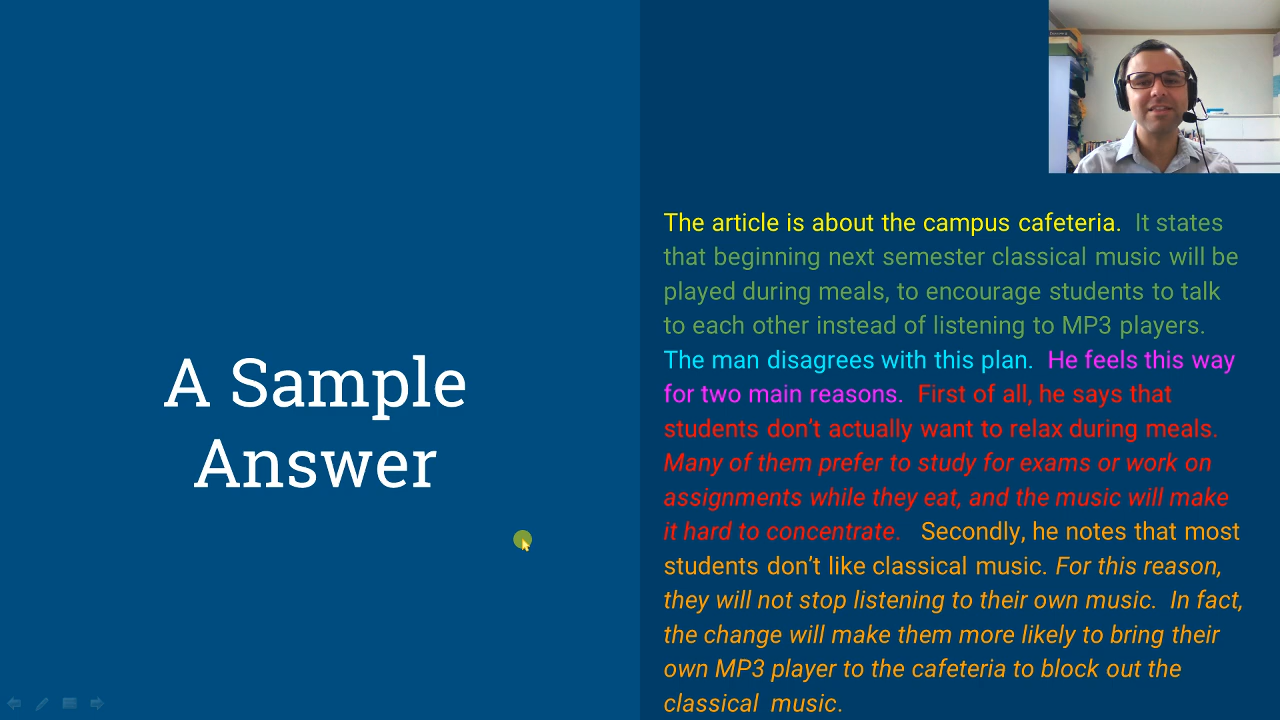 A Sample
Answer
The article is about the campus cafeteria. It states
that beginning next semester classical music will be
played during meals, to encourage students to talk
to each other instead of listening to MP3 players.
The man disagrees with this plan. He feels this way
for two main reasons. First of all, he says that
students don’t actually want to relax during meals.
Many of them prefer to study for exams or work on
assignments while they eat, and the music will make
it hard to concentrate. Secondly, he notes that most
students don’t like classical music. For this reason,
they will not stop listening to their own music. In fact,
the change will make them more likely to bring their
own MP3 player to the cafeteria to block out the
classical music.